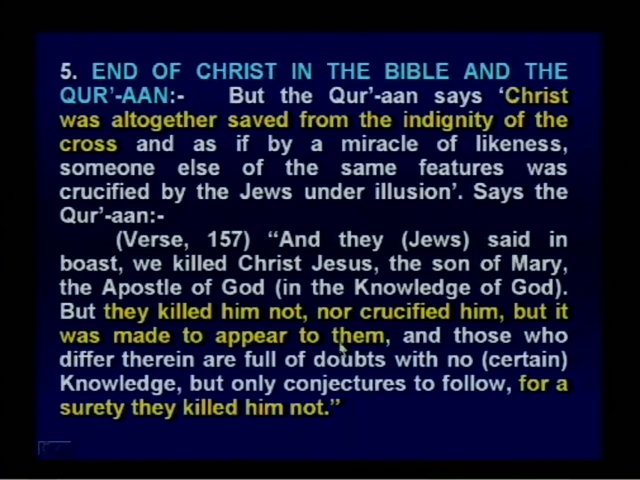 5. END OF CHRIST IN THE BIBLE AND THE
QUR'-AAN:- But the Qur'-aan says ‘Christ
was altogether saved from the indignity of the
cross and as if by a miracle of likeness,
someone else of the same features was
crucified by the Jews under illusion’. Says the
Qur'-aan:-
(Verse, 157) “And they (Jews) said in
boast, we killed Christ Jesus, the son of Mary,
the Apostle of God (in the Knowledge of God).
But they killed him not, nor crucified him, but it
was made to appear to them, and those who
differ therein are full of doubts with no (certain)
Knowledge, but only conjectures to follow, for a
surety they killed him not.”